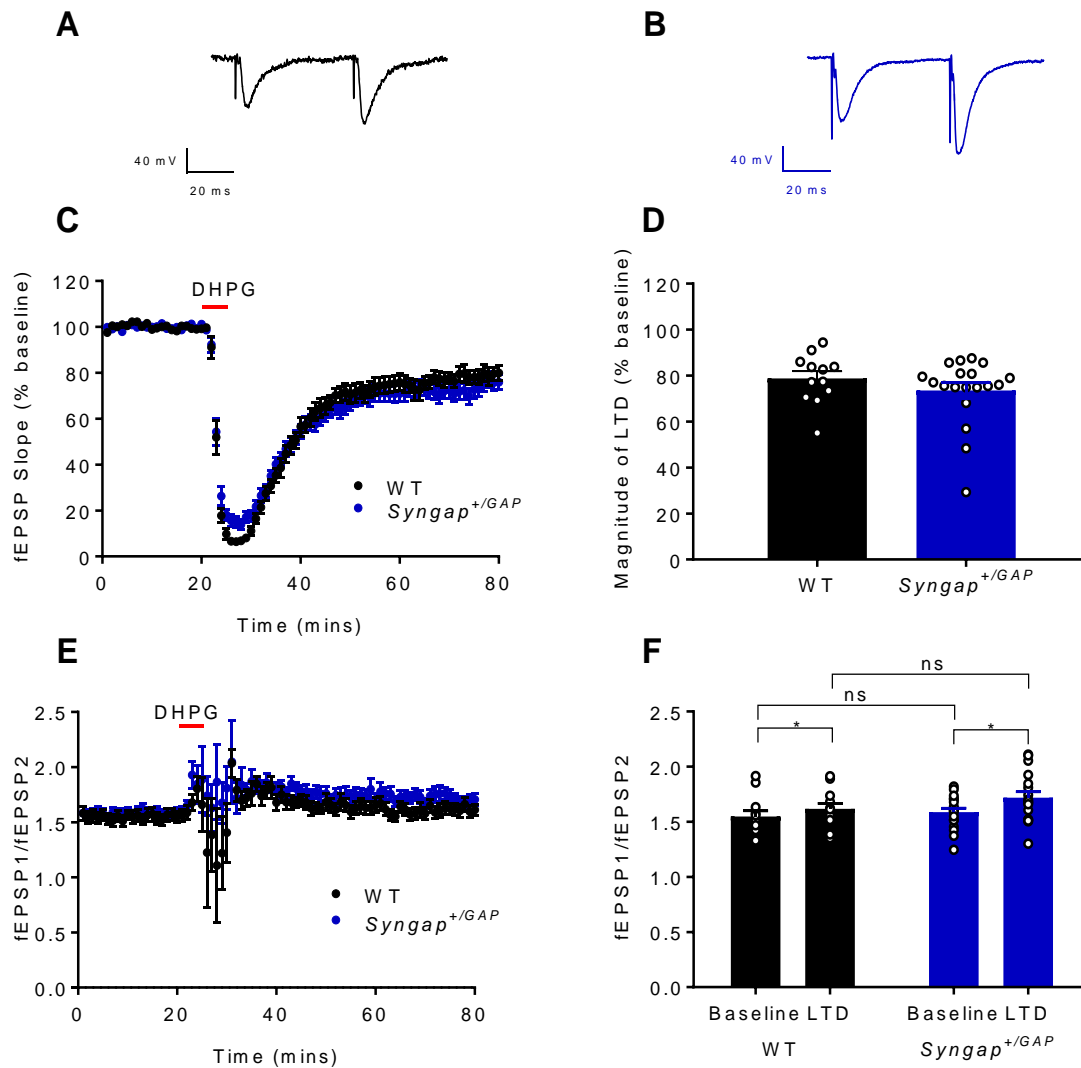 A
40 mV
20 ms
B
40 mV
20 ms
C
fEPSP Slope (% baseline)
120
100
80
60
40
20
0
DHPG
WT
Syngap+/GAP
0 20 40 60 80
Time (mins)
D
Magnitude of LTD (% baseline)
120
100
80
60
40
20
0
WT Syngap+/GAP
E
fEPSP1/fEPSP2
2.5
2.0
1.5
1.0
0.5
0.0
DHPG
WT
Syngap+/GAP
0 20 40 60 80
Time (mins)
F
fEPSP1/fEPSP2
2.5
2.0
1.5
1.0
0.5
0.0
ns
ns
* *
Baseline LTD Baseline LTD
WT Syngap+/GAP